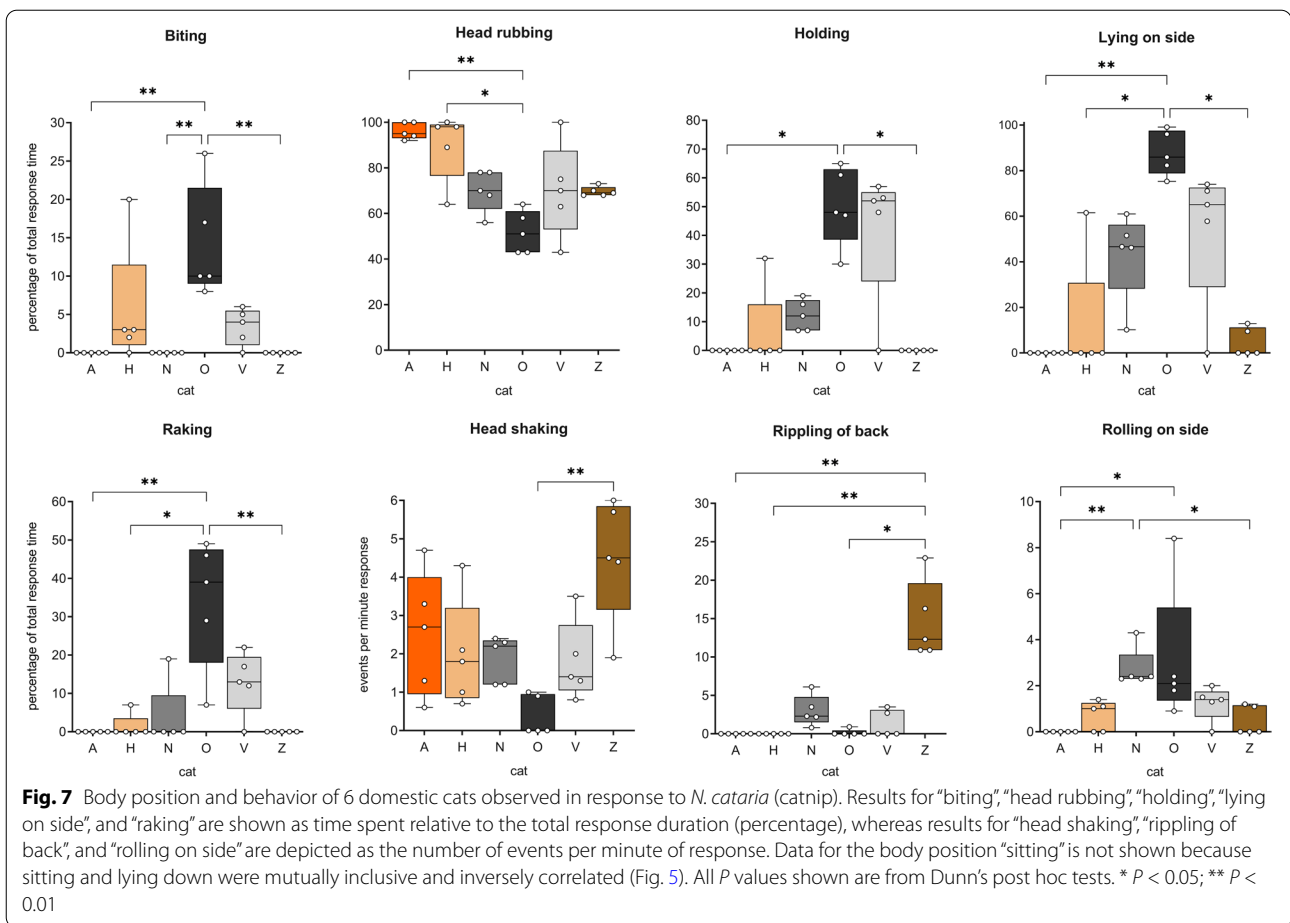 Biting
Head rubbing
Holding
Lying on side
percentage of total response time
30
25
20
15
10
5
0
**
**
**
A H N O V Z
cat
100
80
60
40
20
0
**
*
A H N O V Z
cat
80
70
60
50
40
30
20
10
0
*
*
A H N O V Z
cat
100
80
60
40
20
0
**
*
*
A H N O V Z
cat
Raking
Head shaking
Rippling of back
Rolling on side
percentage of total response time
60
50
40
30
20
10
0
**
*
**
A H N O V Z
cat
events per minute response
6
5
4
3
2
1
0
**
A H N O V Z
cat
30
25
20
15
10
5
0
**
**
*
A H N O V Z
cat
10
8
6
4
2
0
*
**
*
A H N O V Z
cat
Fig. 7 Body position and behavior of 6 domestic cats observed in response to N. cataria (catnip). Results for “biting”, “head rubbing”, “holding”, “lying
on side”, and “raking” are shown as time spent relative to the total response duration (percentage), whereas results for “head shaking”, “rippling of
back”, and “rolling on side” are depicted as the number of events per minute of response. Data for the body position “sitting” is not shown because
sitting and lying down were mutually inclusive and inversely correlated (Fig. 5). All P values shown are from Dunn’s post hoc tests. * P < 0.05; ** P <
0.01